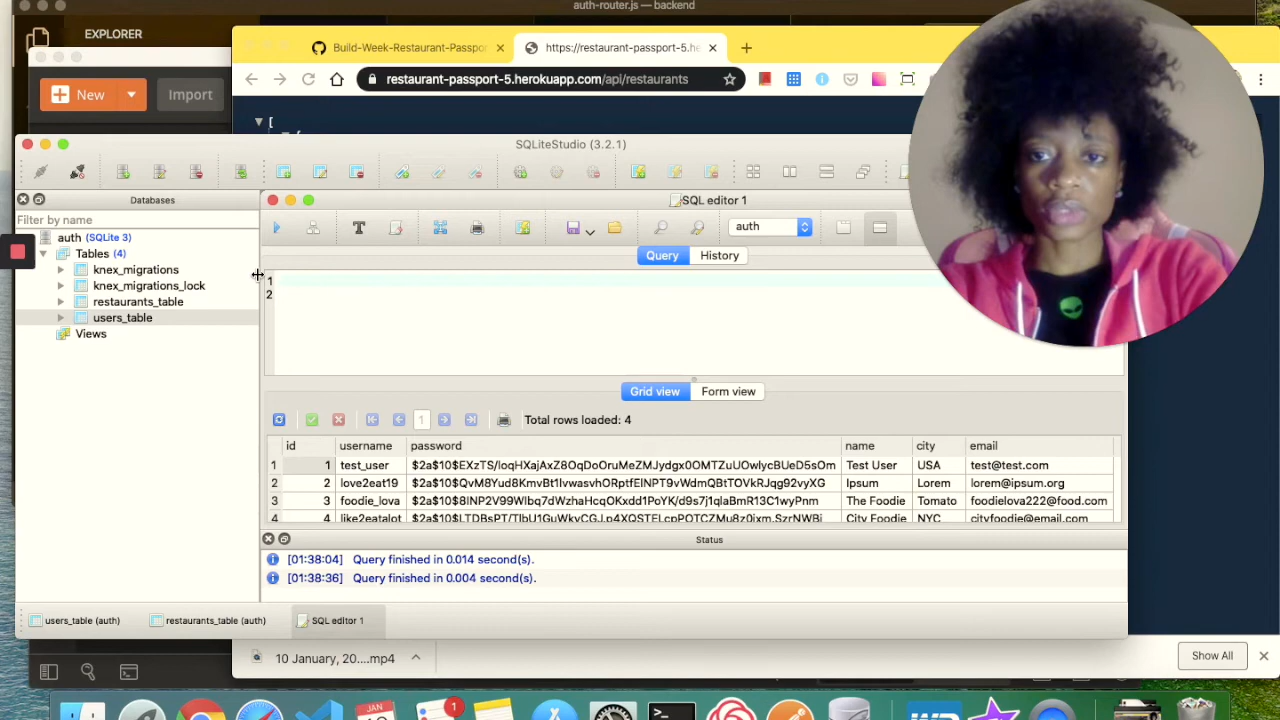 auth-router.js — backend
EXPLORER
Build-Week-Restaurant-Passpor
https://restaurant-passport-5.he
New
Import
restaurant-passport-5.herokuapp.com/api/restaurants
[
SQLiteStudio (3.2.1)
Databases
SQL editor 1
Filter by name
auth (SQLite 3)
auth
Tables (4)
Query
History
knex_migrations
1
knex_migrations_lock
2
restaurants_table
users_table
Views
Grid view
Form view
1
Total rows loaded: 4
id username password name city email
1 1 test_user $2a$10$EXzTS/loqHXajAxZ8OqDoOruMeZMJydgx0OMTZuUOwlycBUeD5sOm Test User USA test@test.com
2 2 love2eat19 $2a$10$QvM8Yud8KmvBt1IvwasvhORptfEINPT9vWdmQBtTOVkRJqg92vyXG Ipsum Lorem lorem@ipsum.org
3 3 foodie_lova $2a$10$8INP2V99WIbq7dWzhaHcqOKxdd1PoYK/d9s7j1qlaBmR13C1wyPnm The Foodie Tomato foodielova222@food.com
4 4 like2eatalot City Foodie NYC cityfoodie@email.com
Status
[01:38:04] Query finished in 0.014 second(s).
[01:38:36] Query finished in 0.004 second(s).
users_table (auth)
restaurants_table (auth)
SQL editor 1
10 January, 20....mp4
Show All
JAN
1